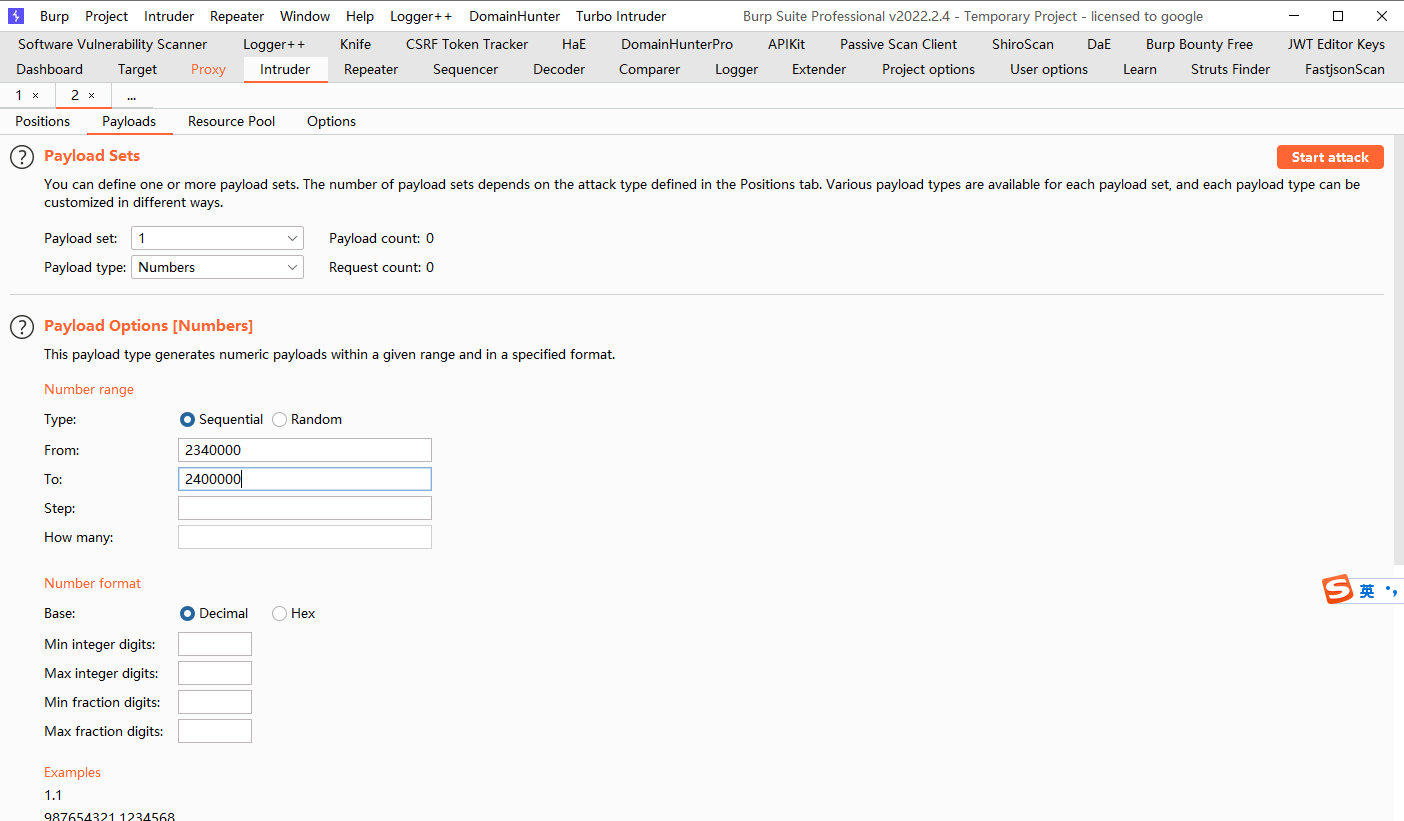 Burp Project Intruder Repeater Window Help Logger++ DomainHunter Turbo Intruder Burp Suite Professional v2022.2.4 - Temporary Project - licensed to google
Software Vulnerability Scanner Logger++ Knife CSRF Token Tracker HaE DomainHunterPro APIKit Passive Scan Client ShiroScan DaE Burp Bounty Free JWT Editor Keys
Dashboard Target Proxy Intruder Repeater Sequencer Decoder Comparer Logger Extender Project options User options Learn Struts Finder FastjsonScan
1 × 2 × ...
Positions Payloads Resource Pool Options
? Payload Sets Start attack
You can define one or more payload sets. The number of payload sets depends on the attack type defined in the Positions tab. Various payload types are available for each payload set, and each payload type can be
customized in different ways.
Payload set: 1 Payload count: 0
Payload type: Numbers Request count: 0
? Payload Options [Numbers]
This payload type generates numeric payloads within a given range and in a specified format.
Number range
Type: Sequential Random
From: 2340000
To: 2400000
Step:
How many:
Number format
S 英
Base: Decimal Hex
Min integer digits:
Max integer digits:
Min fraction digits:
Max fraction digits:
Examples
1.1
987654321.1234568